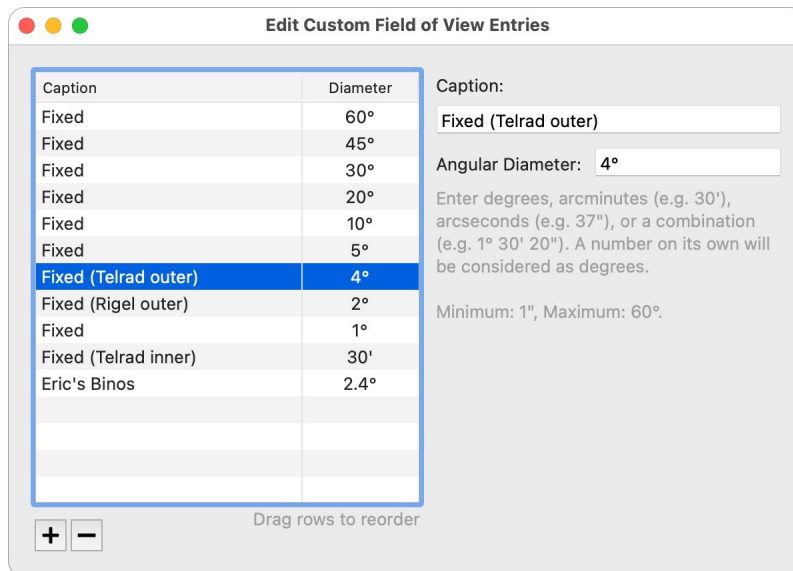 Edit Custom Field of View Entries
Caption Diameter
Fixed 60°
Fixed 45°
Fixed 30°
Fixed 20°
Fixed 10°
Fixed 5°
Fixed (Telrad outer) 4°
Fixed (Rigel outer) 2°
Fixed 1°
Fixed (Telrad inner) 30'
Eric's Binos 2.4°
Drag rows to reorder
Caption:
Fixed (Telrad outer)
Angular Diameter: 4°
Enter degrees, arcminutes (e.g. 30'),
arcseconds (e.g. 37"), or a combination
(e.g. 1° 30' 20"). A number on its own will
be considered as degrees.
Minimum: 1", Maximum: 60°.